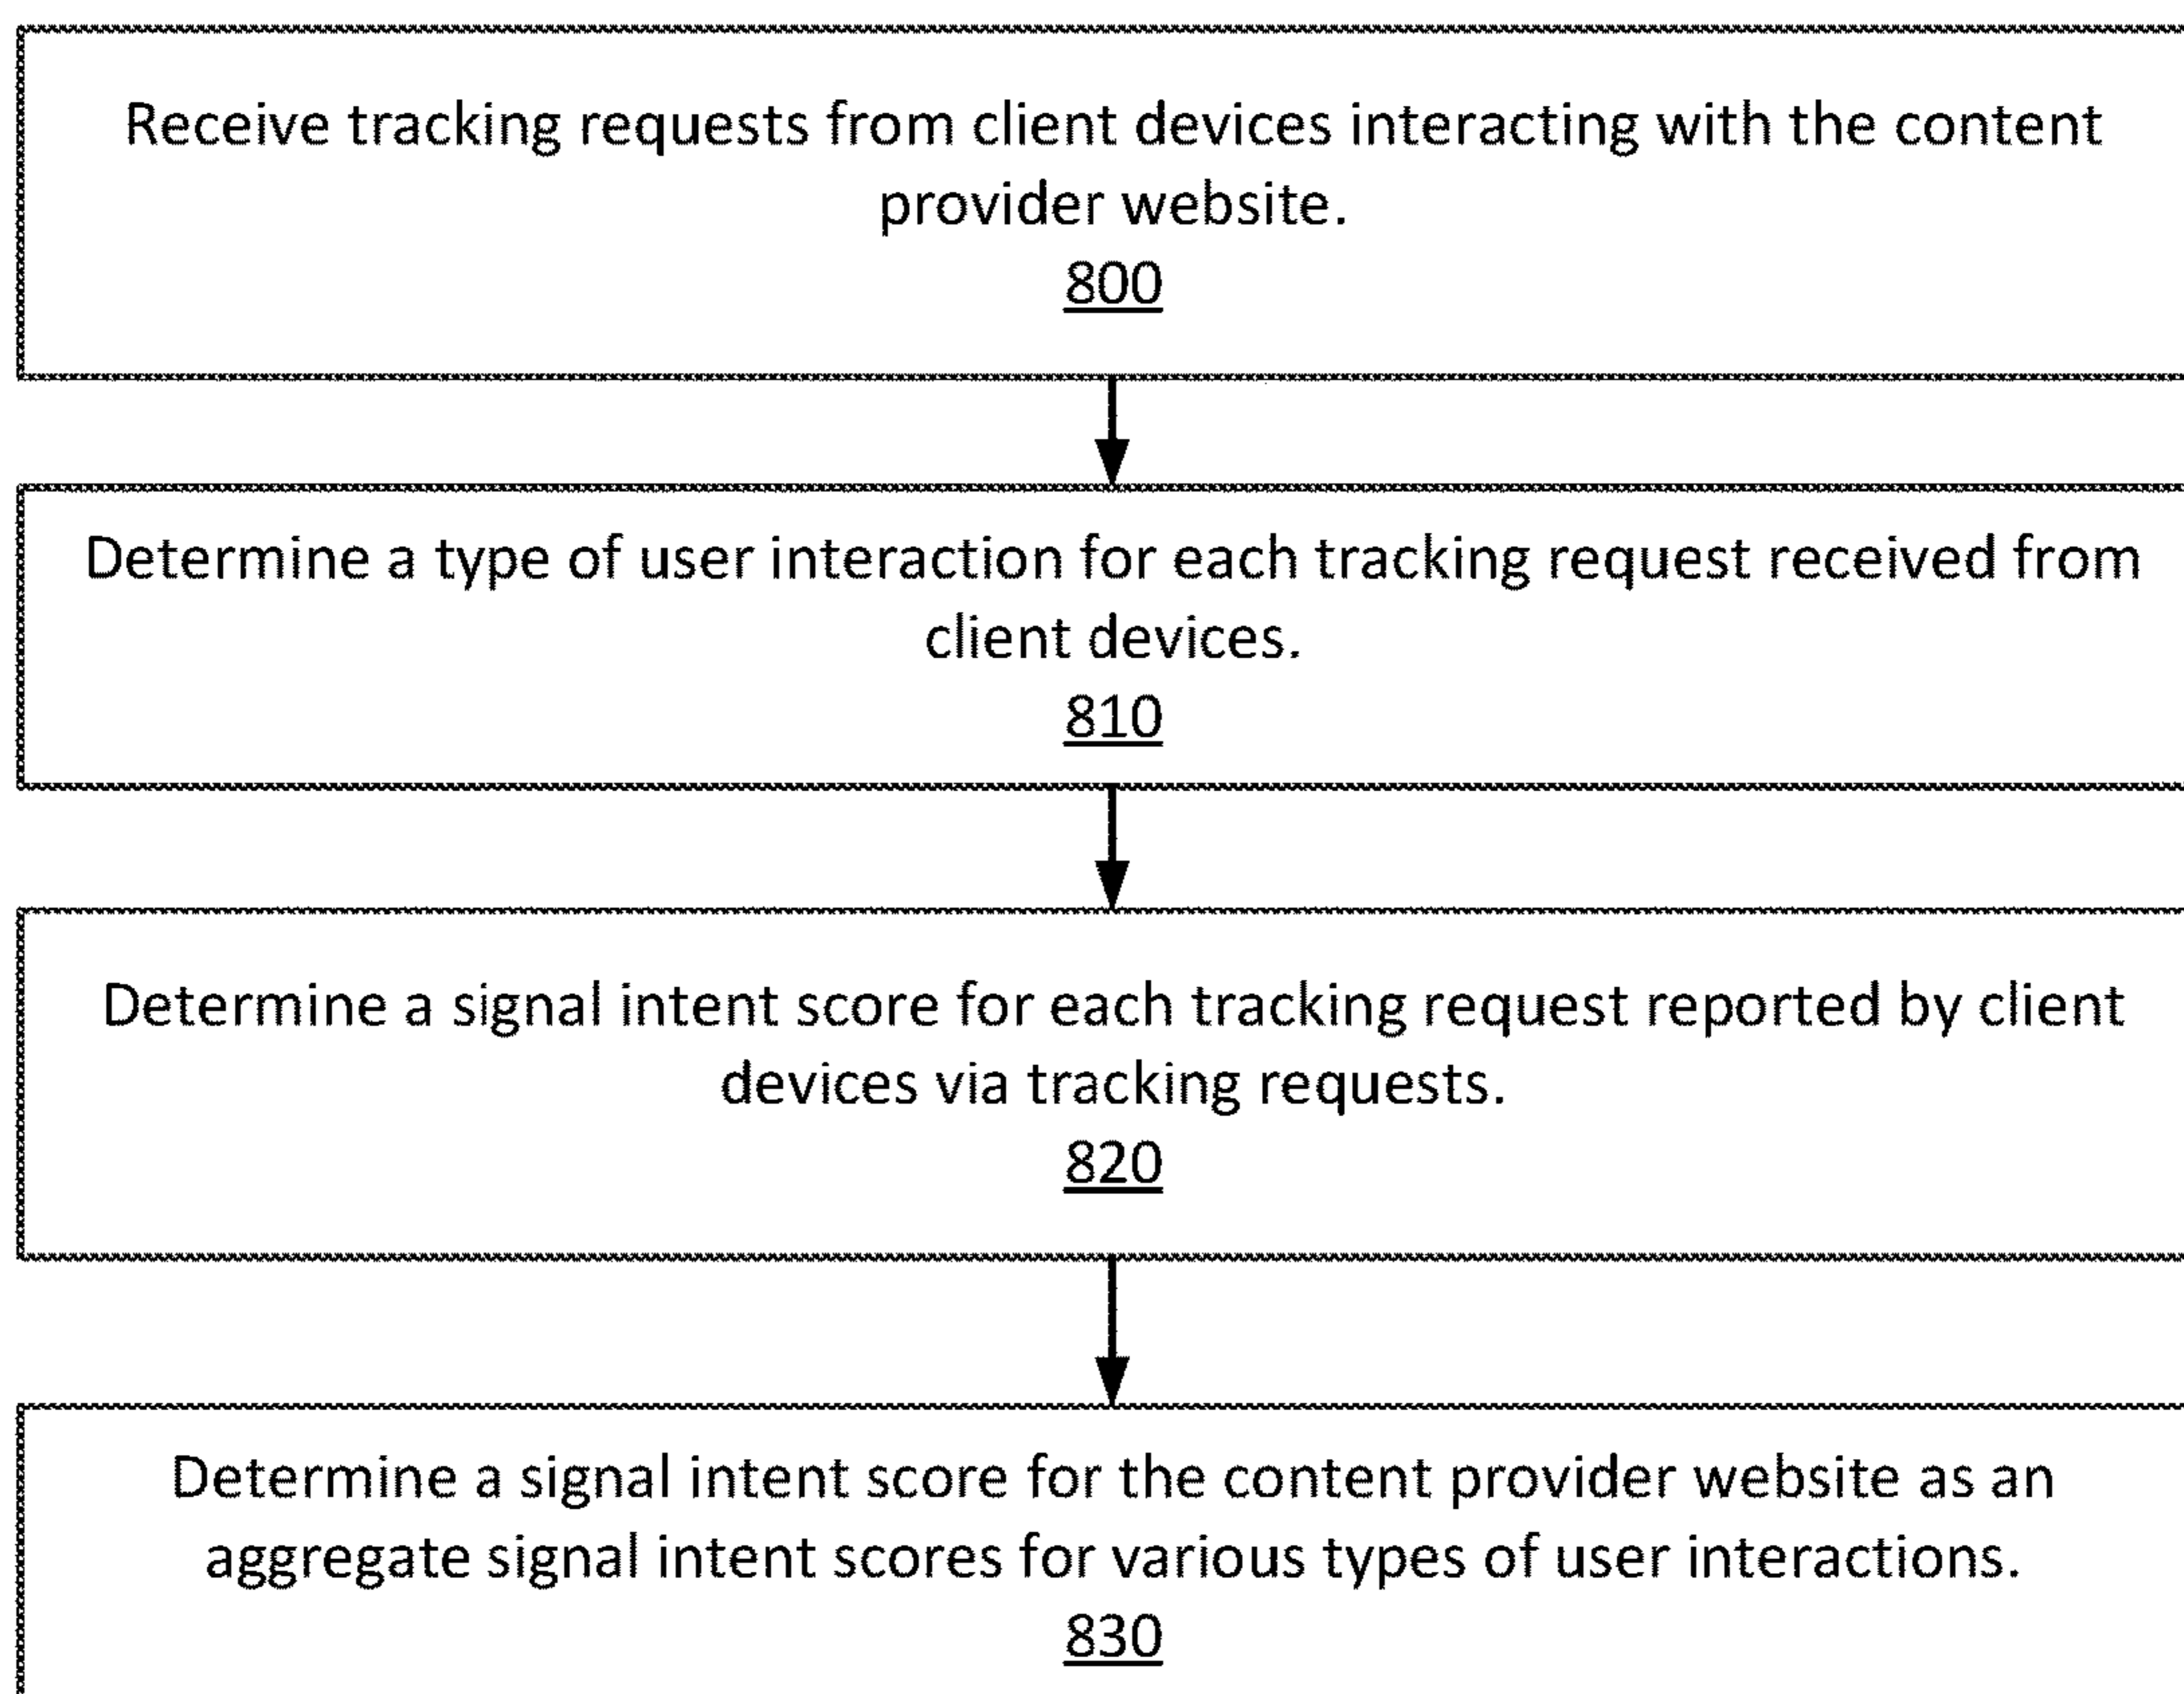 Receive tracking requests from client devices interacting with the content
provider website.
800
Determine a type of user interaction for each tracking request received from
client devices.
810
Determine a signal intent score for each tracking request reported by client
devices via tracking requests.
820
Determine a signal intent score for the content provider website as an
aggregate signal intent scores for various types of user interactions.
830